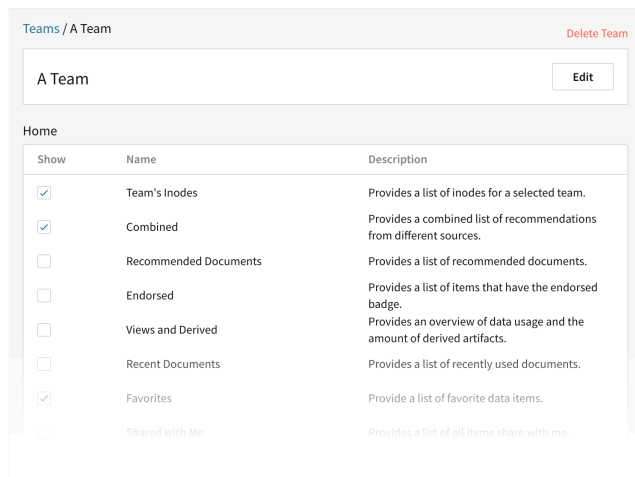 Teams / A Team
Delete Team
A Team
Edit
Home
Show Name Description
Team's Inodes Provides a list of inodes for a selected team.
Combined Provides a combined list of recommendations
from different sources.
Recommended Documents Provides a list of recommended documents.
Endorsed Provides a list of items that have the endorsed
badge.
Views and Derived Provides an overview of data usage and the
amount of derived artifacts.
Recent Documents Provides a list of recently used documents.
Favorites Provide a list of favorite data items.
Shared with Me Provides a list of all items share with me.